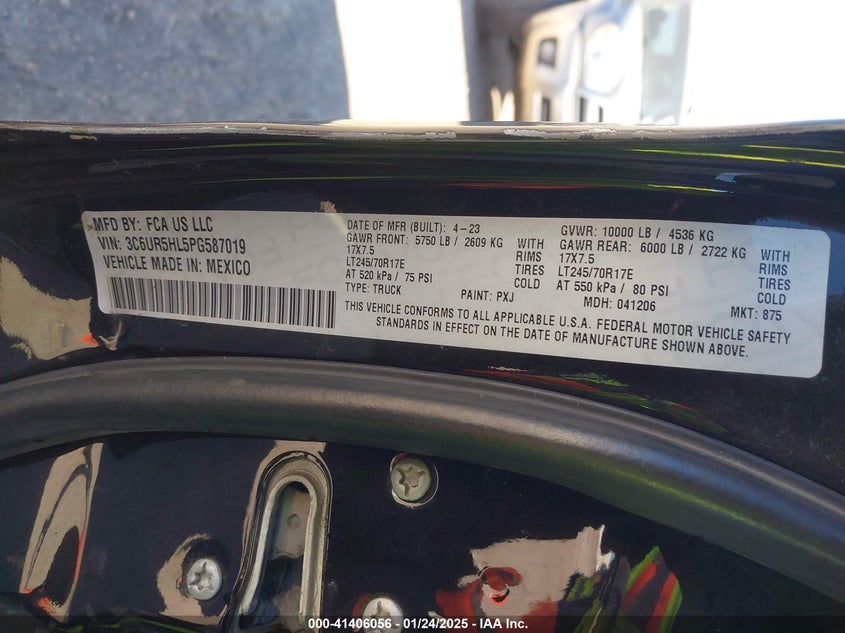 MFD BY: FCA US LLC
VIN: 3C6UR5HL5PG587019
VEHICLE MADE IN: MEXICO
DATE OF MFR (BUILT): 4-23 GVWR: 10000 LB / 4536 KG
GAWR FRONT: 5750 LB / 2609 KG WITH GAWR REAR: 6000 LB / 2722 KG WITH
17X7.5 RIMS 17X7.5 RIMS
LT245/70R17E TIRES LT245/70R17E TIRES
AT 520 kPa / 75 PSI COLD AT 550 kPa / 80 PSI COLD
TYPE: TRUCK PAINT: PXJ MDH: 041206 MKT: 875
THIS VEHICLE CONFORMS TO ALL APPLICABLE U.S.A. FEDERAL MOTOR VEHICLE SAFETY
STANDARDS IN EFFECT ON THE DATE OF MANUFACTURE SHOWN ABOVE.
000-41406056 - 01/24/2025 - IAA Inc.